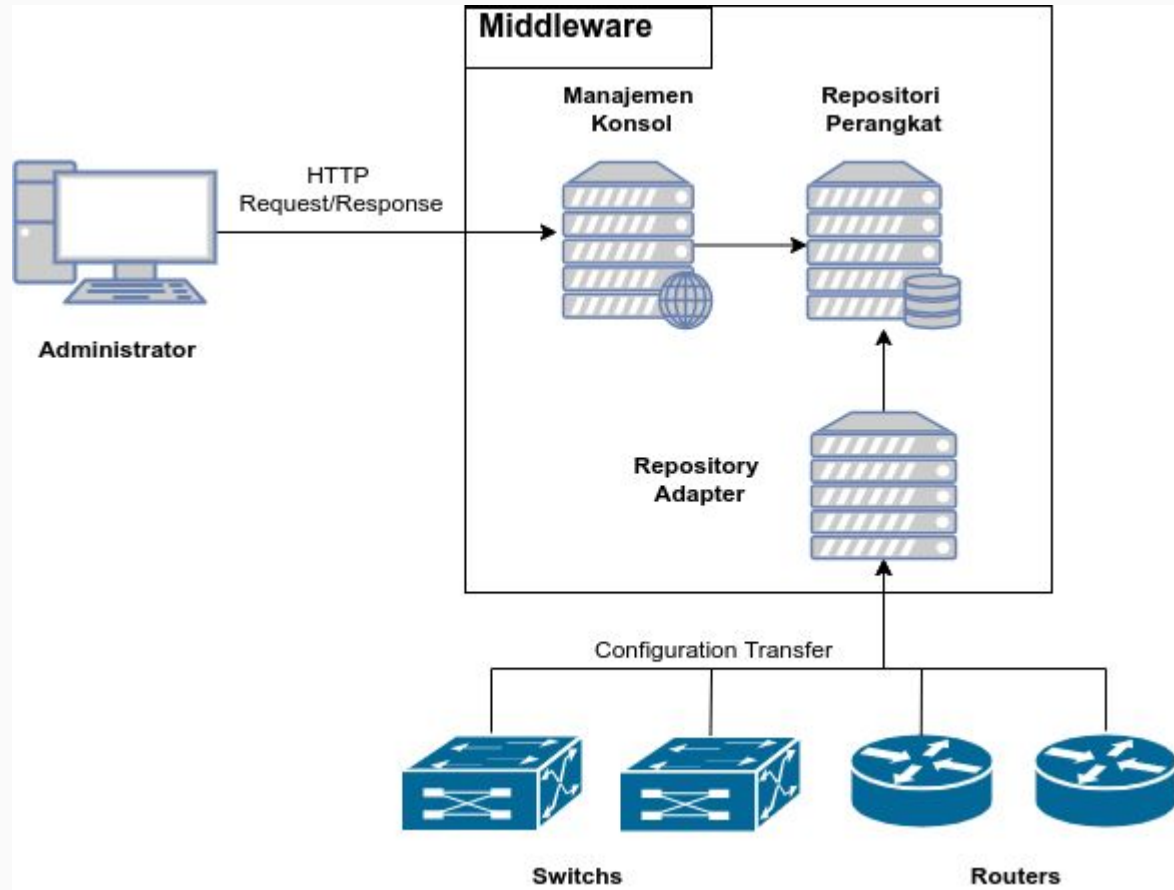 Middleware
Manajemen
Konsol
Repositori
Perangkat
HTTP
Request/Response
Administrator
Repository
Adapter
Configuration Transfer
Switchs
Routers